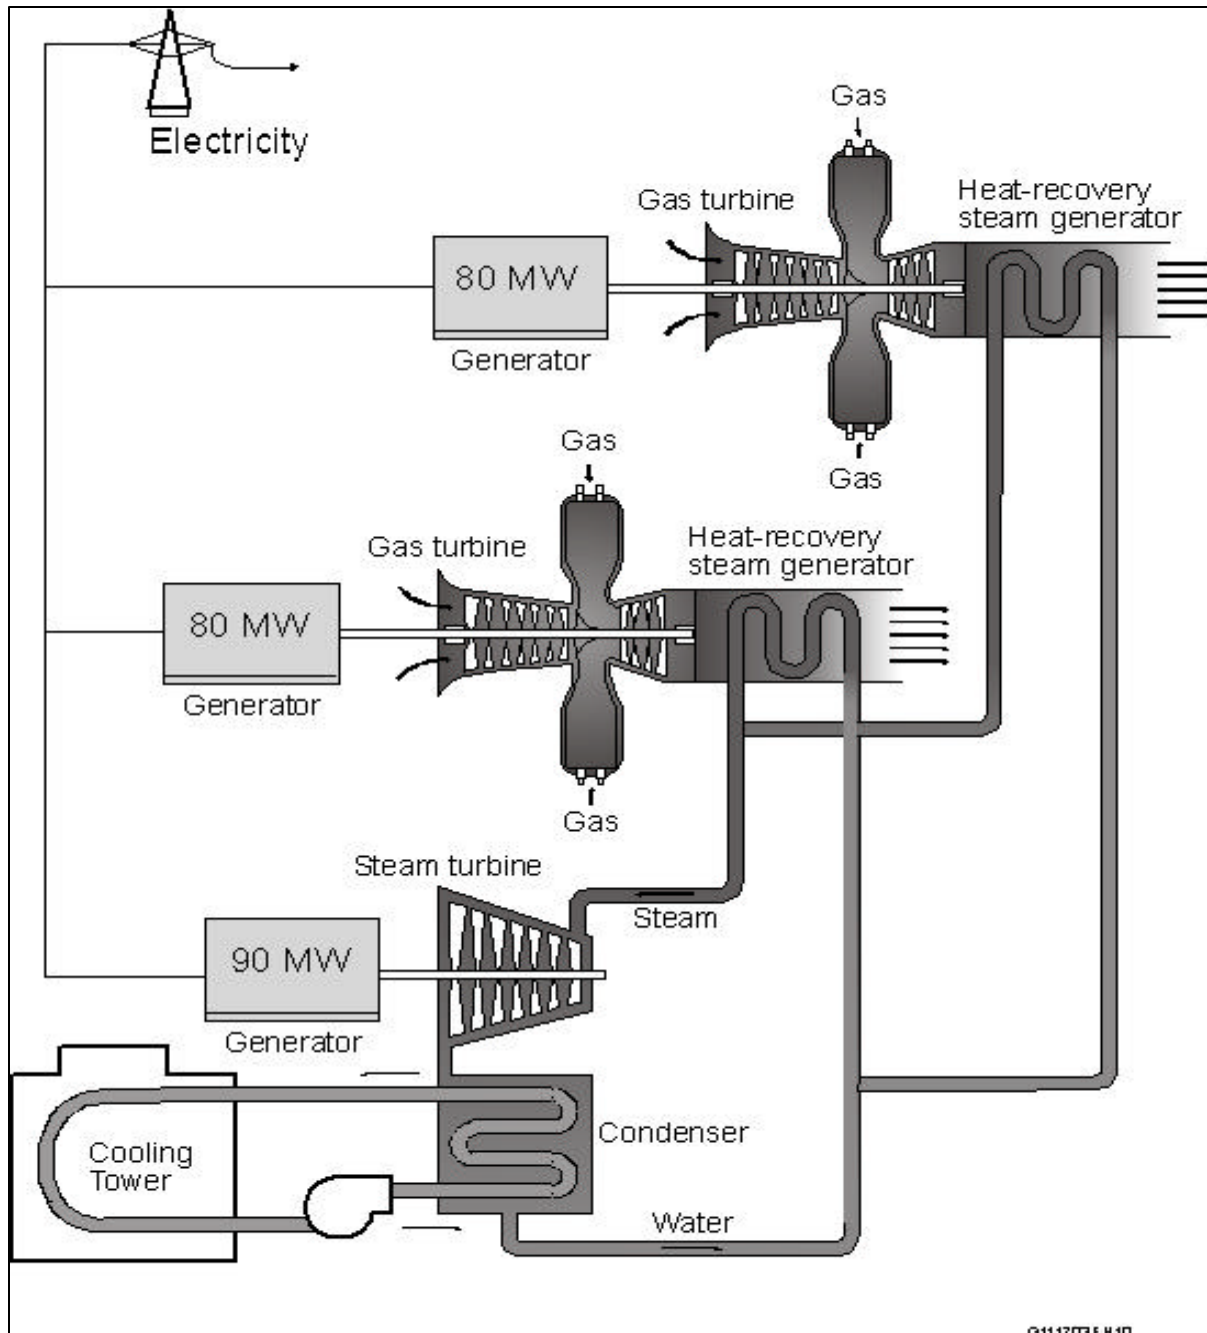 Electricity
Gas
Gas turbine
Heat-recovery
steam generator
80 MW
Generator
Gas
Gas
Gas turbine
Heat-recovery
steam generator
80 MW
Generator
Gas
Steam turbine
Steam
90 MW
Generator
Condenser
Cooling
Tower
Water